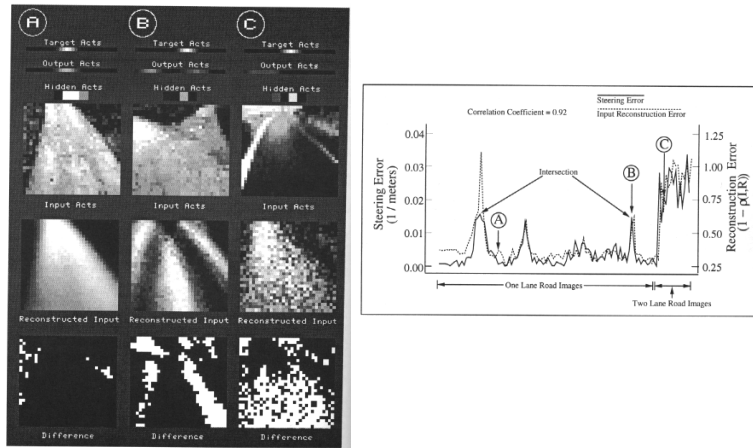 A B C
Target Acts Target Acts Target Acts
Output Acts Output Acts Output Acts
Hidden Acts Hidden Acts Hidden Acts
Input Acts Input Acts Input Acts
Reconstructed Input Reconstructed Input Reconstructed Input
Difference Difference Difference
Steering Error
Input Reconstruction Error
Correlation Coefficient = 0.92
0.04
0.03
0.02
0.01
0.00
Steering Error
(1 / meters)
1.25
1.00
0.75
0.50
0.25
Reconstruction Error
(1 - ρ(I,R))
Intersection
A
B
C
One Lane Road Images
Two Lane Road Images